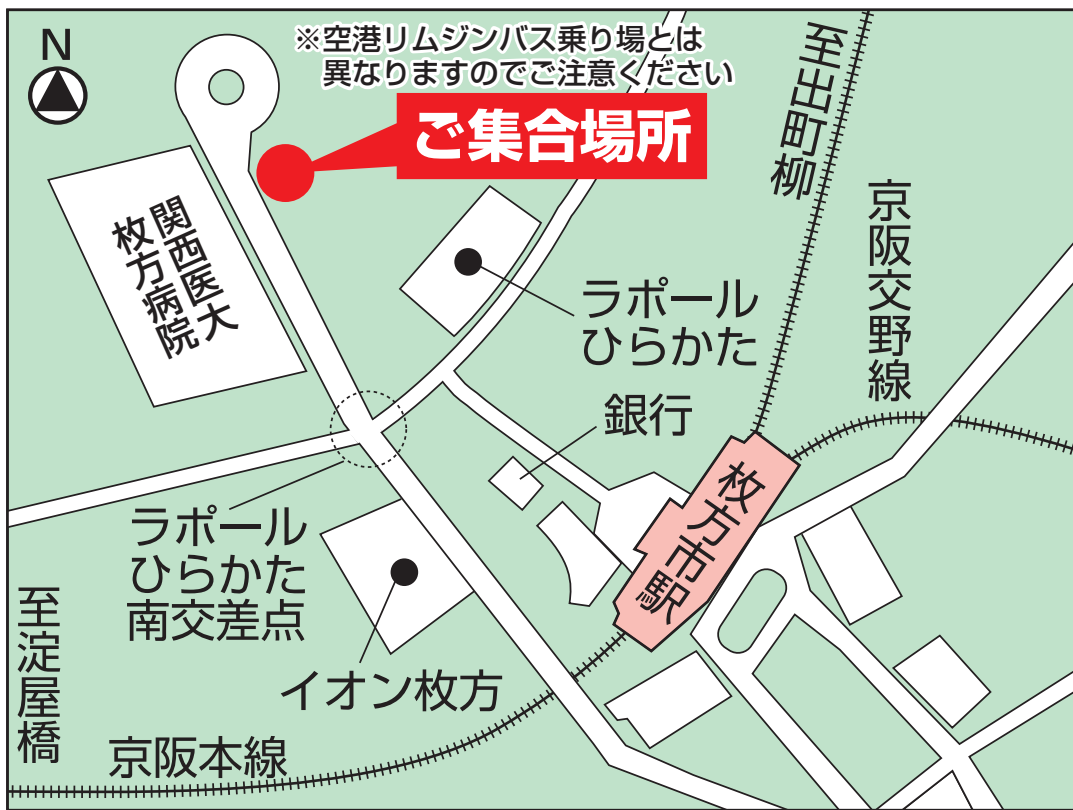 N
※空港リムジンバス乗り場とは
異なりますのでご注意ください
ご集合場所
至出町柳
京阪交野線
関西医大
枚方病院
ラポール
ひらかた
銀行
枚方市駅
ラポール
ひらかた
南交差点
イオン枚方
至淀屋橋
京阪本線